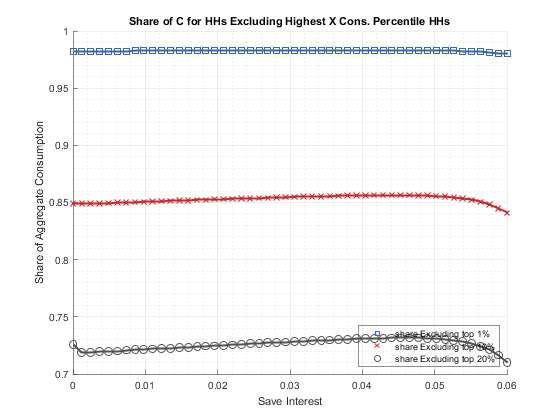 Share of C for HHs Excluding Highest X Cons. Percentile HHs
1
0.95
0.9
0.85
0.8
0.75
0.7
Share of Aggregate Consumption
share Excluding top 1%
share Excluding top
share Excluding top 20%
0
0.01
0.02
0.03
0.04
0.05
0.06
Save Interest